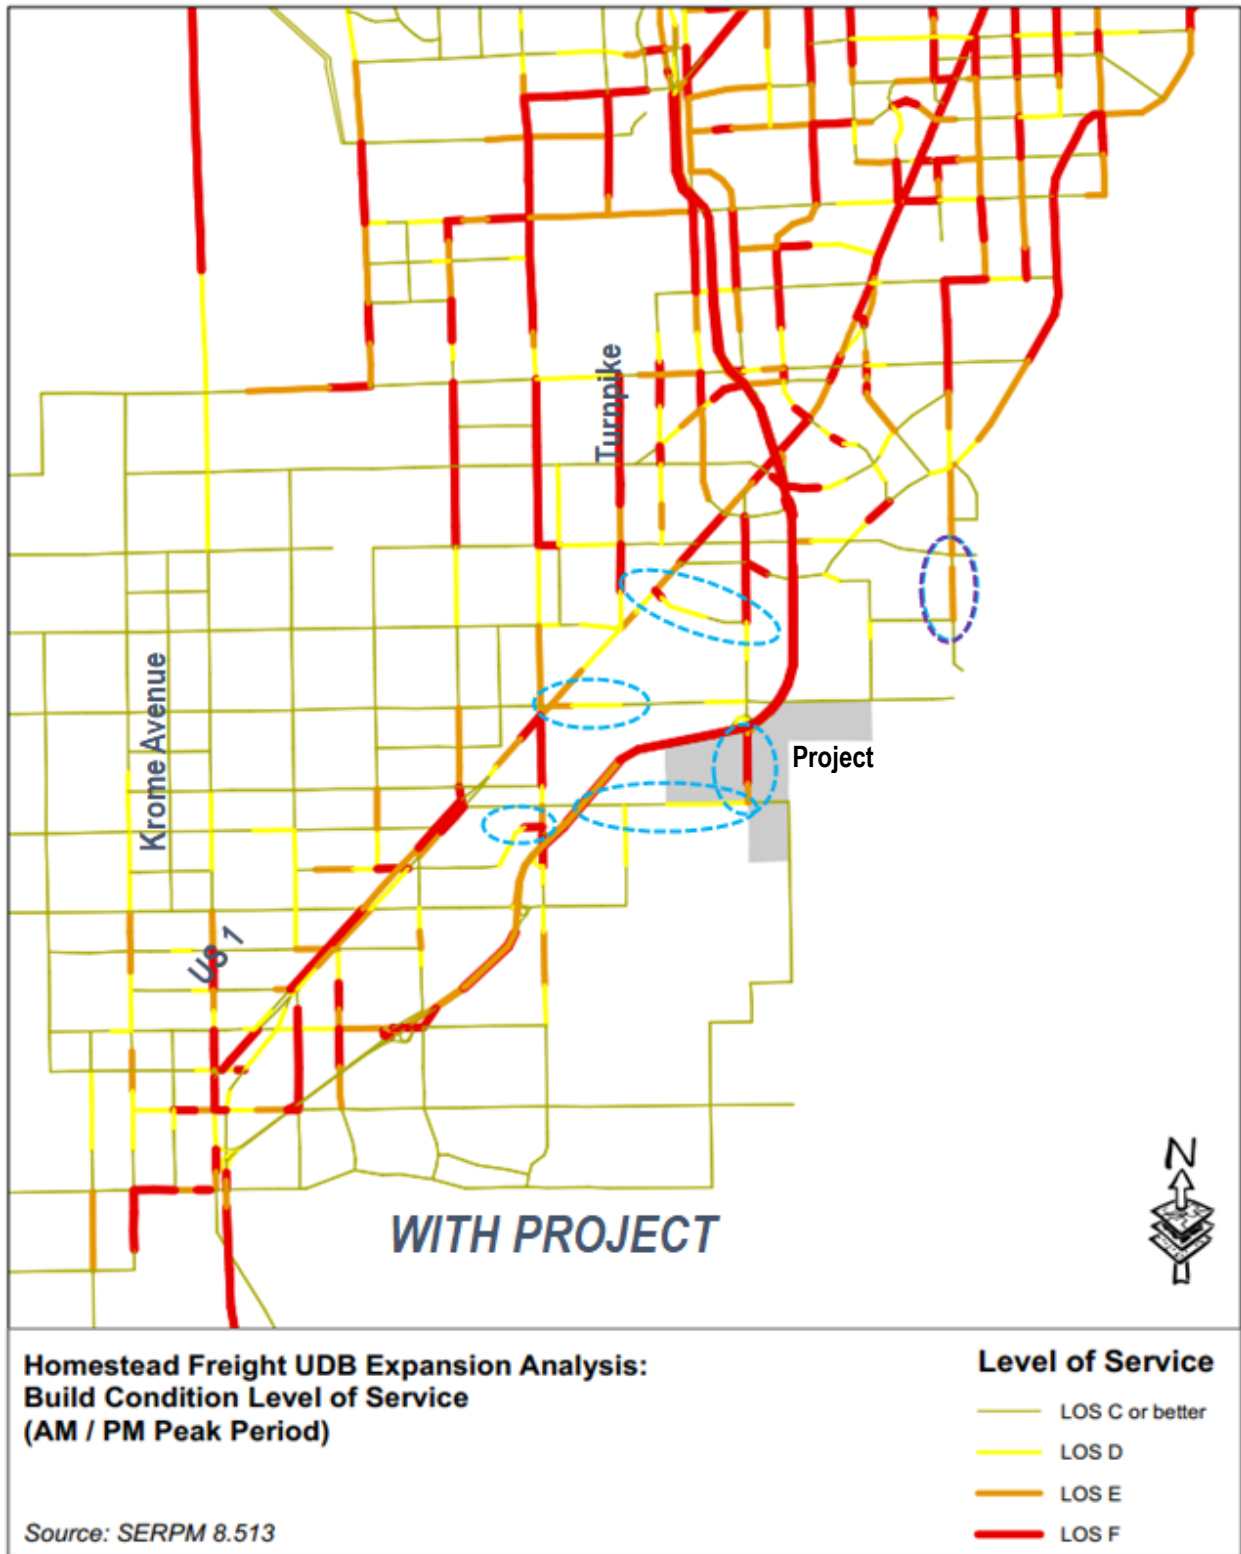 Turnpike
Krome Avenue
Project
US 1
N
WITH PROJECT
Homestead Freight UDB Expansion Analysis:
Build Condition Level of Service
(AM / PM Peak Period)
Source: SERPM 8.513
Level of Service
LOS C or better
LOS D
LOS E
LOS F